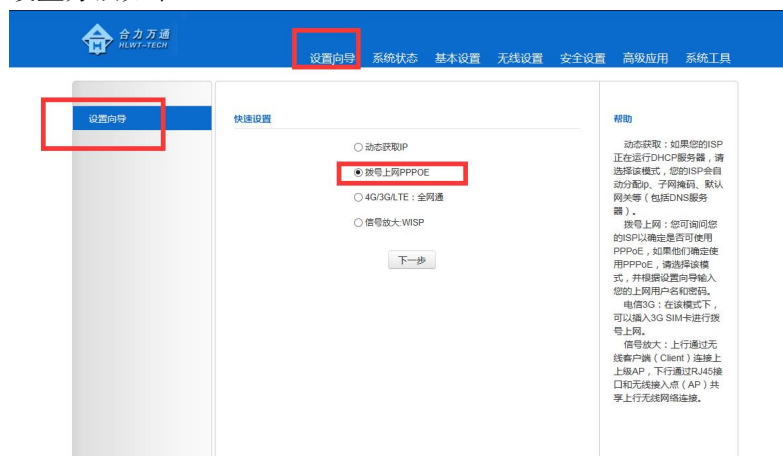 合力万通
HLWT-TECH
设置向导 系统状态 基本设置 无线设置 安全设置 高级应用 系统工具
设置向导
快速设置
动态获取IP
拨号上网PPPOE
4G/3G/LTE：全网通
信号放大:WISP
下一步
帮助
动态获取：如果您的ISP
正在运行DHCP服务器，请
选择该模式，您的ISP会自
动分配ip、子网掩码、默认
网关等（包括DNS服务
器）。
拨号上网：您可询问您
的ISP以确定是否可使用
PPPoE，如果他们确定使
用PPPoE，请选择该模
式，并根据设置向导输入
您的上网用户名和密码。
电信3G：在该模式下，
可以插入3G SIM卡进行拨
号上网。
信号放大：上行通过无
线客户端（Client）连接上
上级AP，下行通过RJ45接
口和无线接入点（AP）共
享上行无线网络连接。